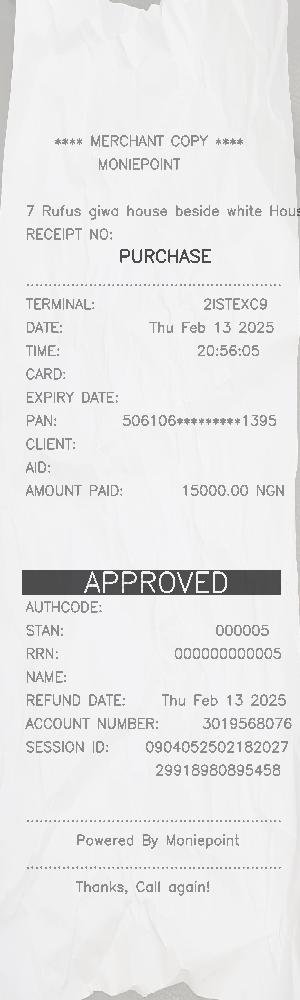 **** MERCHANT COPY ****
MONIEPOINT
7 Rufus giwa house beside white Hous
RECEIPT NO:
PURCHASE
TERMINAL: 2ISTEXC9
DATE: Thu Feb 13 2025
TIME: 20:56:05
CARD:
EXPIRY DATE:
PAN: 506106*********1395
CLIENT:
AID:
AMOUNT PAID: 15000.00 NGN
APPROVED
AUTHCODE:
STAN: 000005
RRN: 000000000005
NAME:
REFUND DATE: Thu Feb 13 2025
ACCOUNT NUMBER: 3019568076
SESSION ID: 0904052502182027
29918980895458
Powered By Moniepoint
Thanks, Call again!